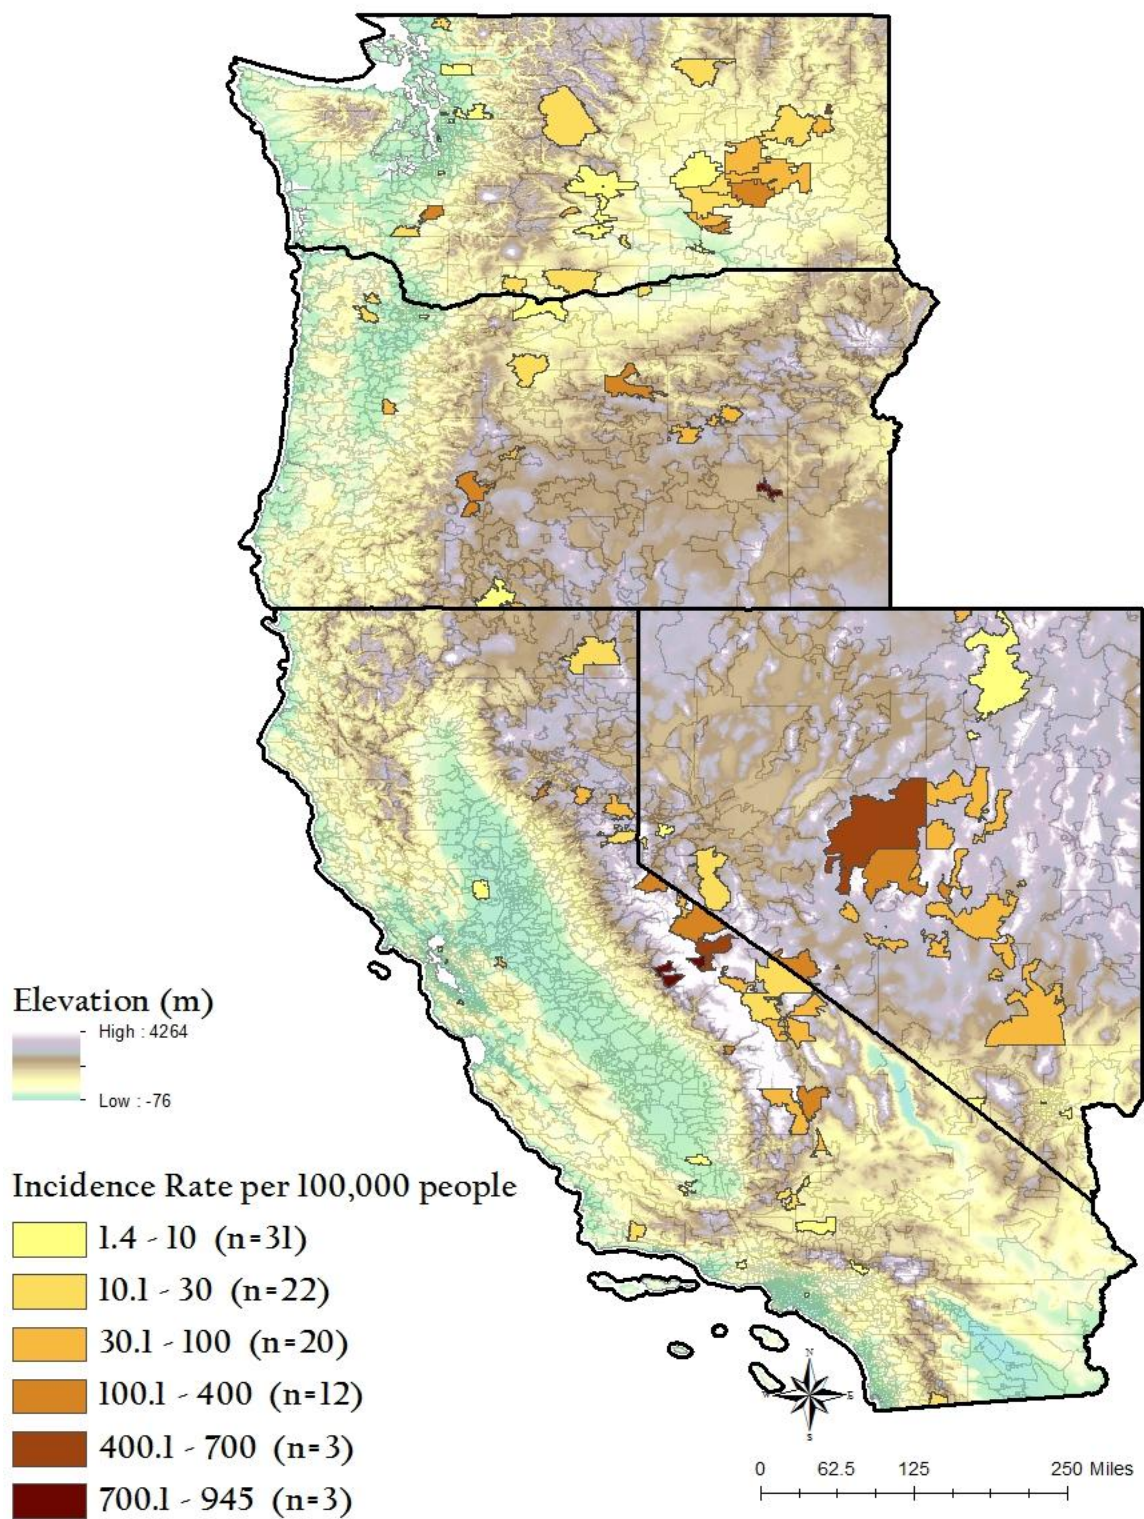 Elevation (m)
High : 4264
Low : -76
Incidence Rate per 100,000 people
1.4 - 10 (n=31)
10.1 - 30 (n=22)
30.1 - 100 (n=20)
100.1 - 400 (n=12)
400.1 - 700 (n=3)
700.1 - 945 (n=3)
N
W
E
S
0 62.5 125 250 Miles